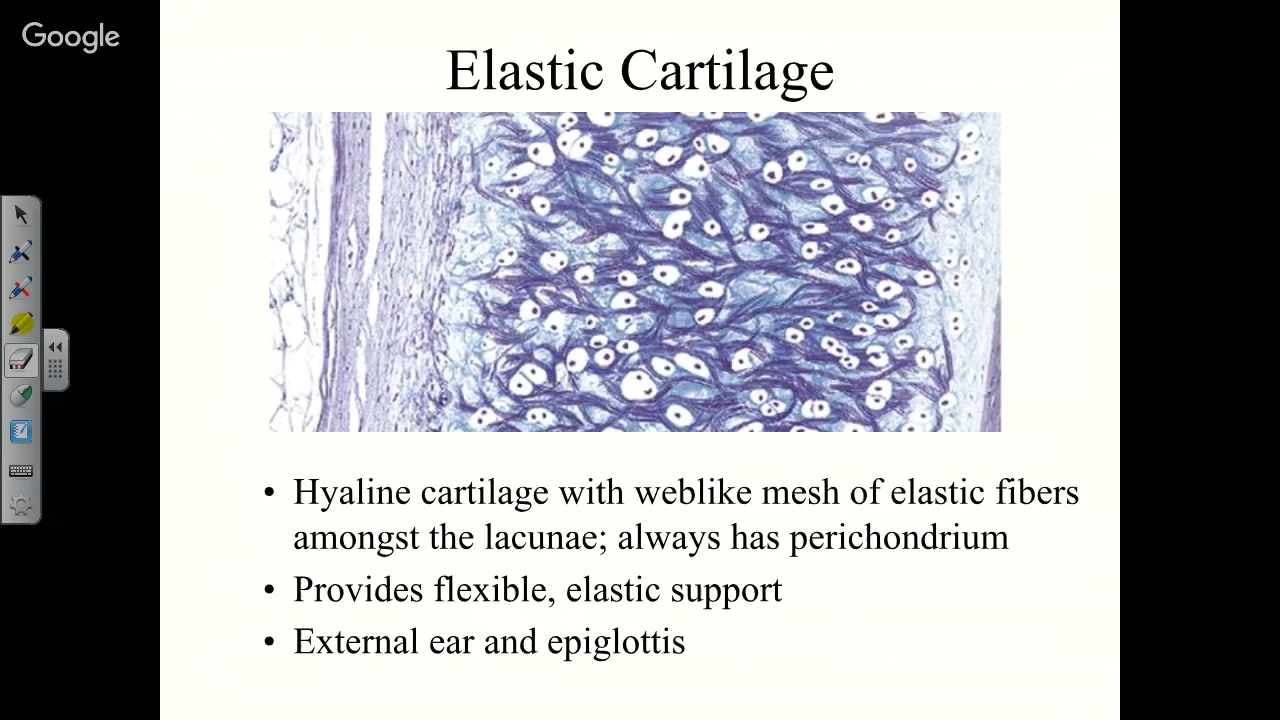 Google
Elastic Cartilage
• Hyaline cartilage with weblike mesh of elastic fibers
amongst the lacunae; always has perichondrium
• Provides flexible, elastic support
• External ear and epiglottis